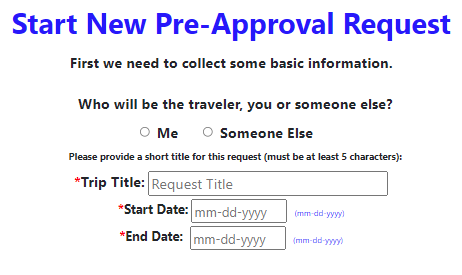 Start New Pre-Approval Request
First we need to collect some basic information.
Who will be the traveler, you or someone else?
Me Someone Else
Please provide a short title for this request (must be at least 5 characters):
*Trip Title: Request Title
*Start Date: mm-dd-yyyy (mm-dd-yyyy)
*End Date: mm-dd-yyyy (mm-dd-yyyy)